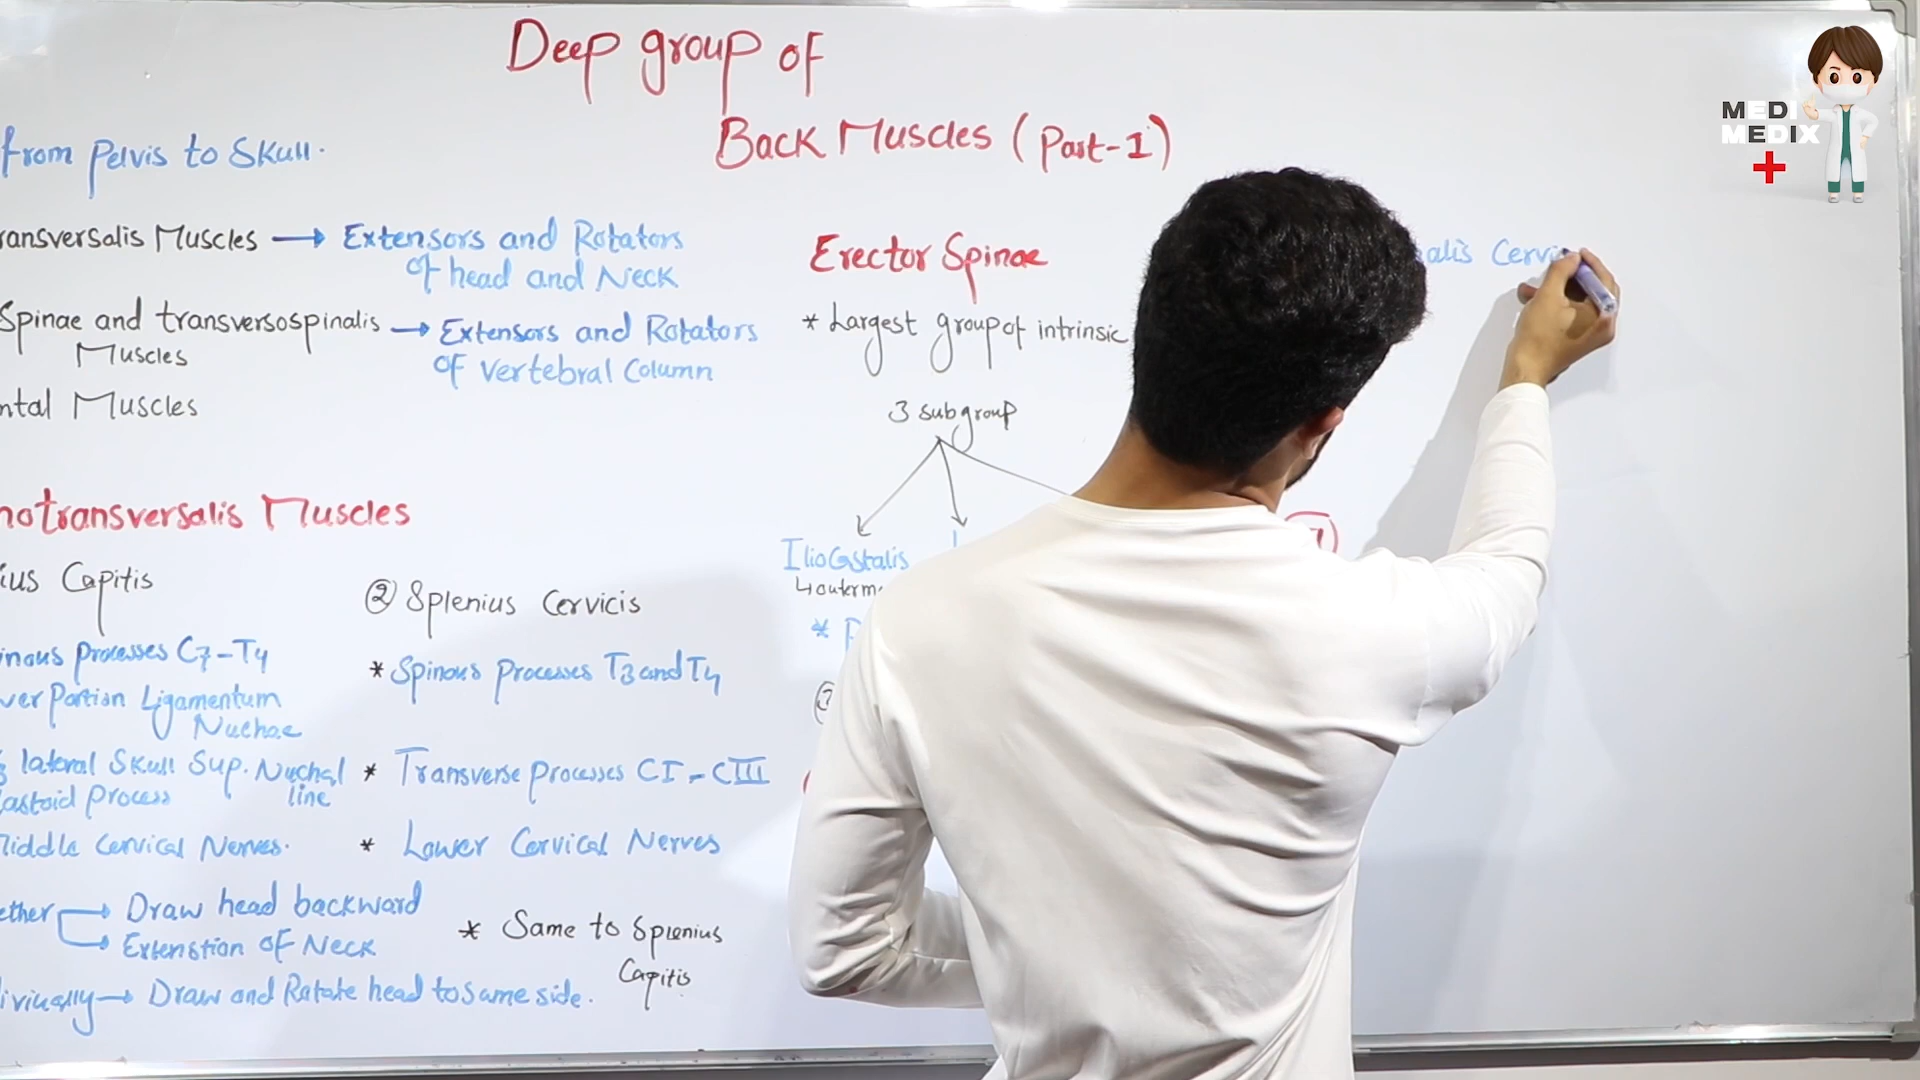 Deep group of
Back Muscles (Part-1)
MEDI
MEDIX
from Pelvis to Skull.
ransversalis Muscles → Extensors and Rotators
of head and Neck
Spinae and transversospinalis → Extensors and Rotators
Muscles
of vertebral Column
ntal Muscles
notransversalis Muscles
ius Capitis
inous processes C7-T4
wer Portion Ligamentum
Nuchae
lateral Skull Sup. Nuchal
line
astoid process
Middle Cervical Nerves.
ether → Draw head backward
→ Extenstion of Neck
→ Draw and Rotate head to same side.
② Splenius Cervicis
* Spinous Processes T3 and T4
* Transverse processes CI-CIII
* Lower Cervical Nerves
* Same to Splenius
Capitis
Erector Spinae
* Largest group of intrinsic
3 subgroup
IlioCostalis
alis Cervi